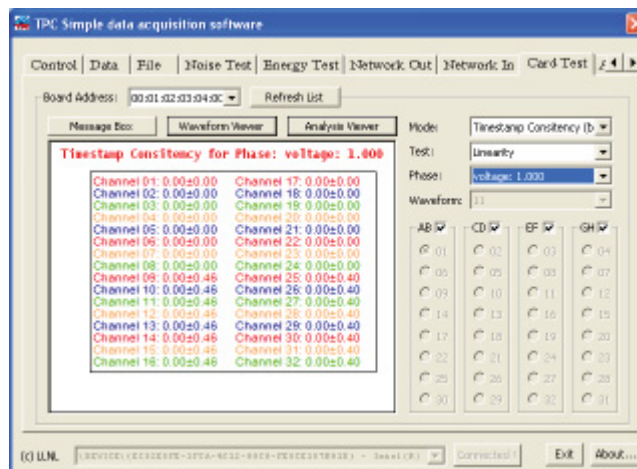 TPC Simple data acquisition software
Control Data File Noise Test Energy Test Network Out Network In Card Test
Board Address: 00:01:02:03:04:0C Refresh List
Message Box Waveform Viewer Analysis Viewer
Mode: Timestamp Consitency (b
Test: Linearity
Phase: voltage: 1.000
Waveform: 11
Timestamp Consitency for Phase: voltage: 1.000
Channel 01: 0.00±0.00 Channel 17: 0.00±0.00
Channel 02: 0.00±0.00 Channel 18: 0.00±0.00
Channel 03: 0.00±0.00 Channel 19: 0.00±0.00
Channel 04: 0.00±0.00 Channel 20: 0.00±0.00
Channel 05: 0.00±0.00 Channel 21: 0.00±0.00
Channel 06: 0.00±0.00 Channel 22: 0.00±0.00
Channel 07: 0.00±0.00 Channel 23: 0.00±0.00
Channel 08: 0.00±0.00 Channel 24: 0.00±0.00
Channel 09: 0.00±0.46 Channel 25: 0.00±0.40
Channel 10: 0.00±0.46 Channel 26: 0.00±0.40
Channel 11: 0.00±0.46 Channel 27: 0.00±0.40
Channel 12: 0.00±0.46 Channel 28: 0.00±0.40
Channel 13: 0.00±0.46 Channel 29: 0.00±0.40
Channel 14: 0.00±0.46 Channel 30: 0.00±0.40
Channel 15: 0.00±0.46 Channel 31: 0.00±0.40
Channel 16: 0.00±0.46 Channel 32: 0.00±0.40
AB CD EF GH
01 02 03 04
06 05 08 07
09 10 11 12
14 13 16 15
17 18 19 20
22 21 24 23
25 26 27 28
30 29 32 31
(c) LLNL Connected! Exit About...